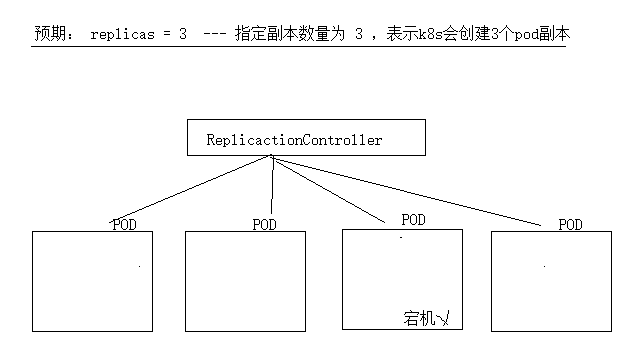 预期： replicas = 3 --- 指定副本数量为 3 ，表示k8s会创建3个pod副本
ReplicactionController
POD POD POD POD
宕机